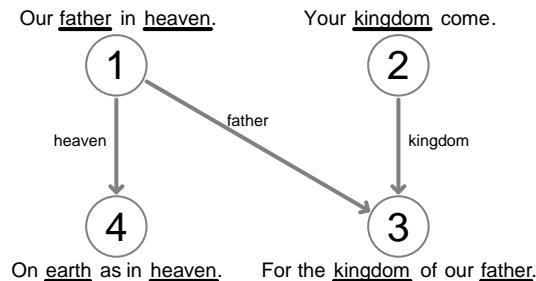 Our father in heaven.
Your kingdom come.
1
2
father
heaven
kingdom
4
3
On earth as in heaven.
For the kingdom of our father.